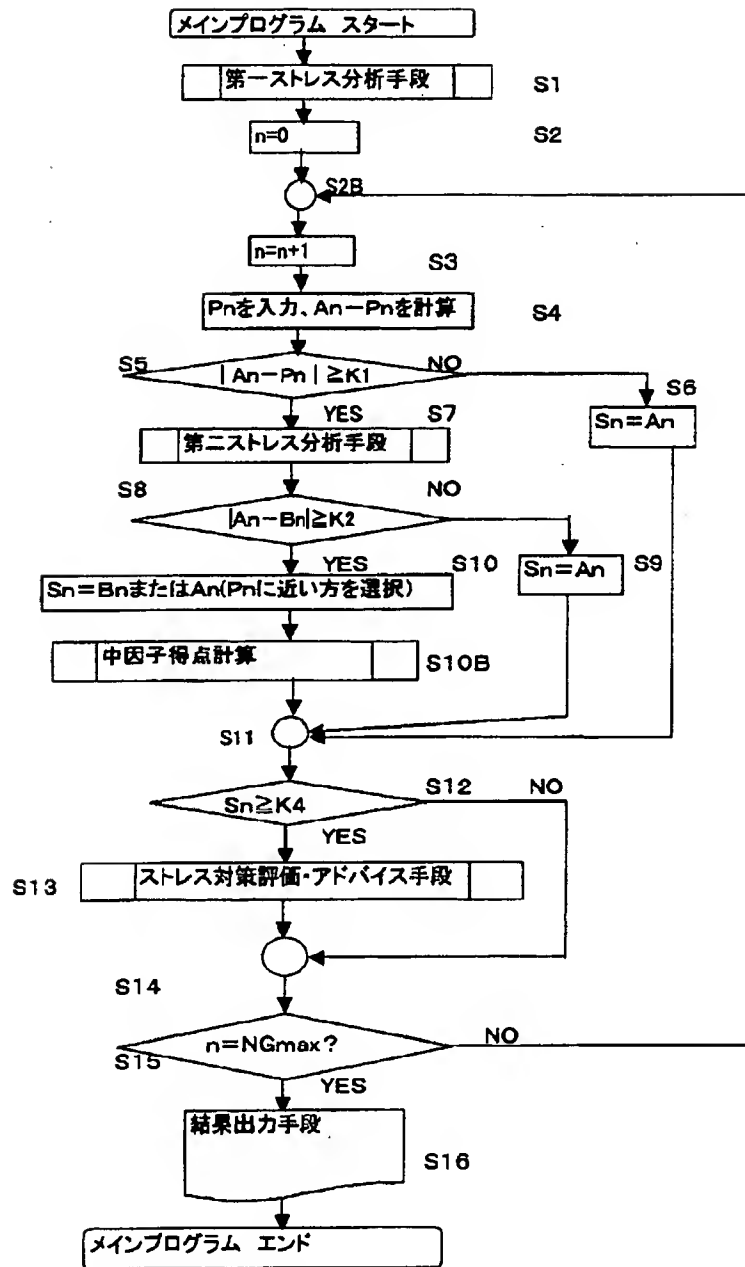 メインプログラム スタート
第一ストレス分析手段
S1
n=0
S2
S2B
n=n+1
S3
Pnを入力、An－Pnを計算
S4
S5
｜An－Pn｜≧K1
NO
S6
Sn＝An
YES
S7
第二ストレス分析手段
S8
|An－Bn|≧K2
NO
YES
S10
Sn＝An
S9
Sn＝BnまたはAn(Pnに近い方を選択)
中因子得点計算
S10B
S11
Sn≧K4
S12
NO
YES
S13
ストレス対策評価・アドバイス手段
S14
n＝NGmax？
NO
S15
YES
結果出力手段
S16
メインプログラム エンド